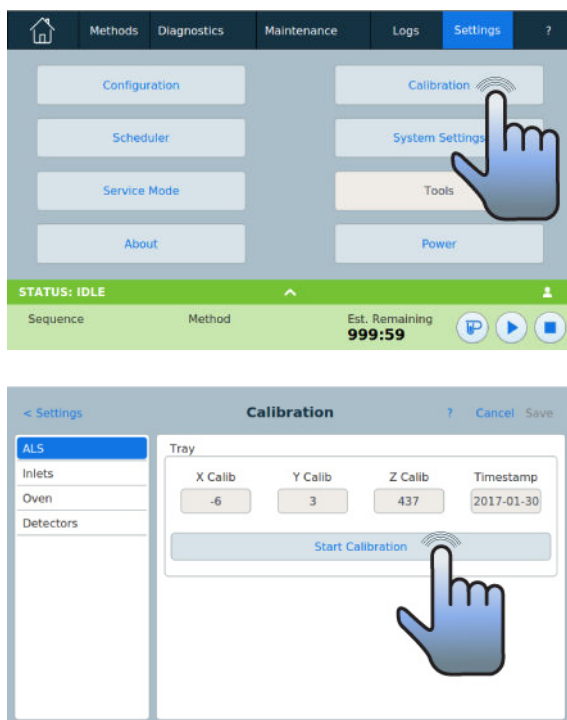 Methods Diagnostics Maintenance Logs Settings ?
Configuration Calibration
Scheduler System Settings
Service Mode Tools
About Power
STATUS: IDLE
Sequence Method Est. Remaining
999:59
< Settings Calibration ? Cancel Save
ALS
Inlets
Oven
Detectors
Tray
X Calib Y Calib Z Calib Timestamp
-6 3 437 2017-01-30
Start Calibration